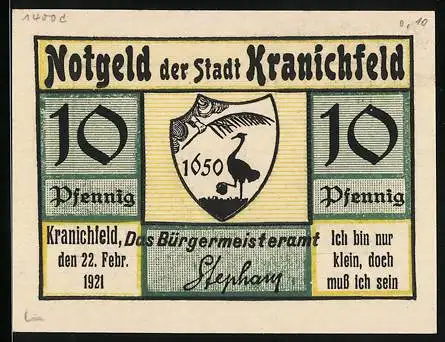 1400 d
0,10
Notgeld der Stadt Kranichfeld
10
Pfennig
1650
10
Pfennig
Kranichfeld,
den 22. Febr.
1921
Das Bürgermeisteramt
Stephan
Ich bin nur
klein, doch
muß ich sein